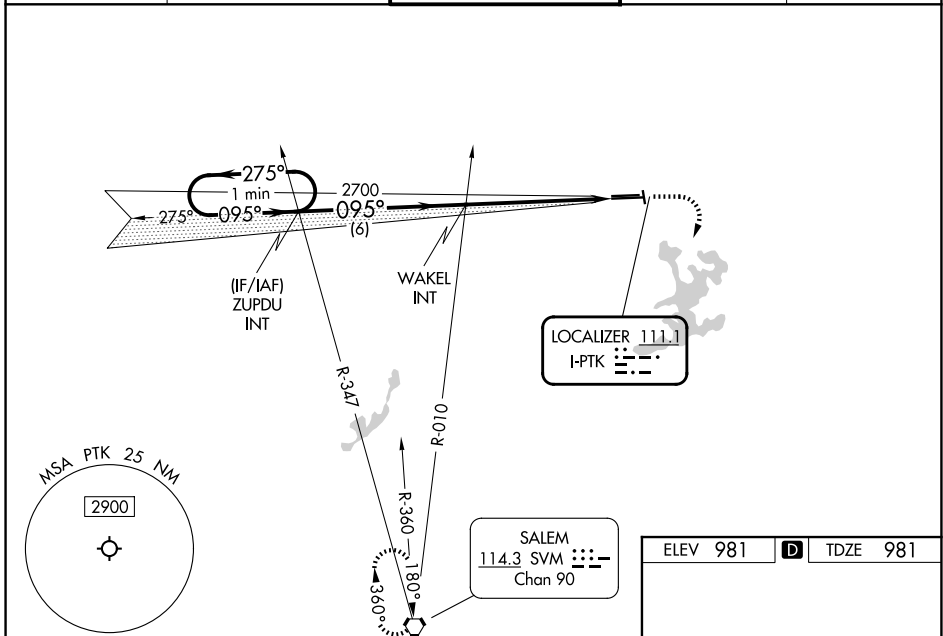 275°
1 min
2700
275°
095°
095°
(6)
(IF/IAF)
ZUPDU
INT
WAKEL
INT
LOCALIZER 111.1
I-PTK
R-347
R-010
R-360
180°
360°
MSA PTK 25 NM
2900
SALEM
114.3 SVM
Chan 90
ELEV 981 D TDZE 981